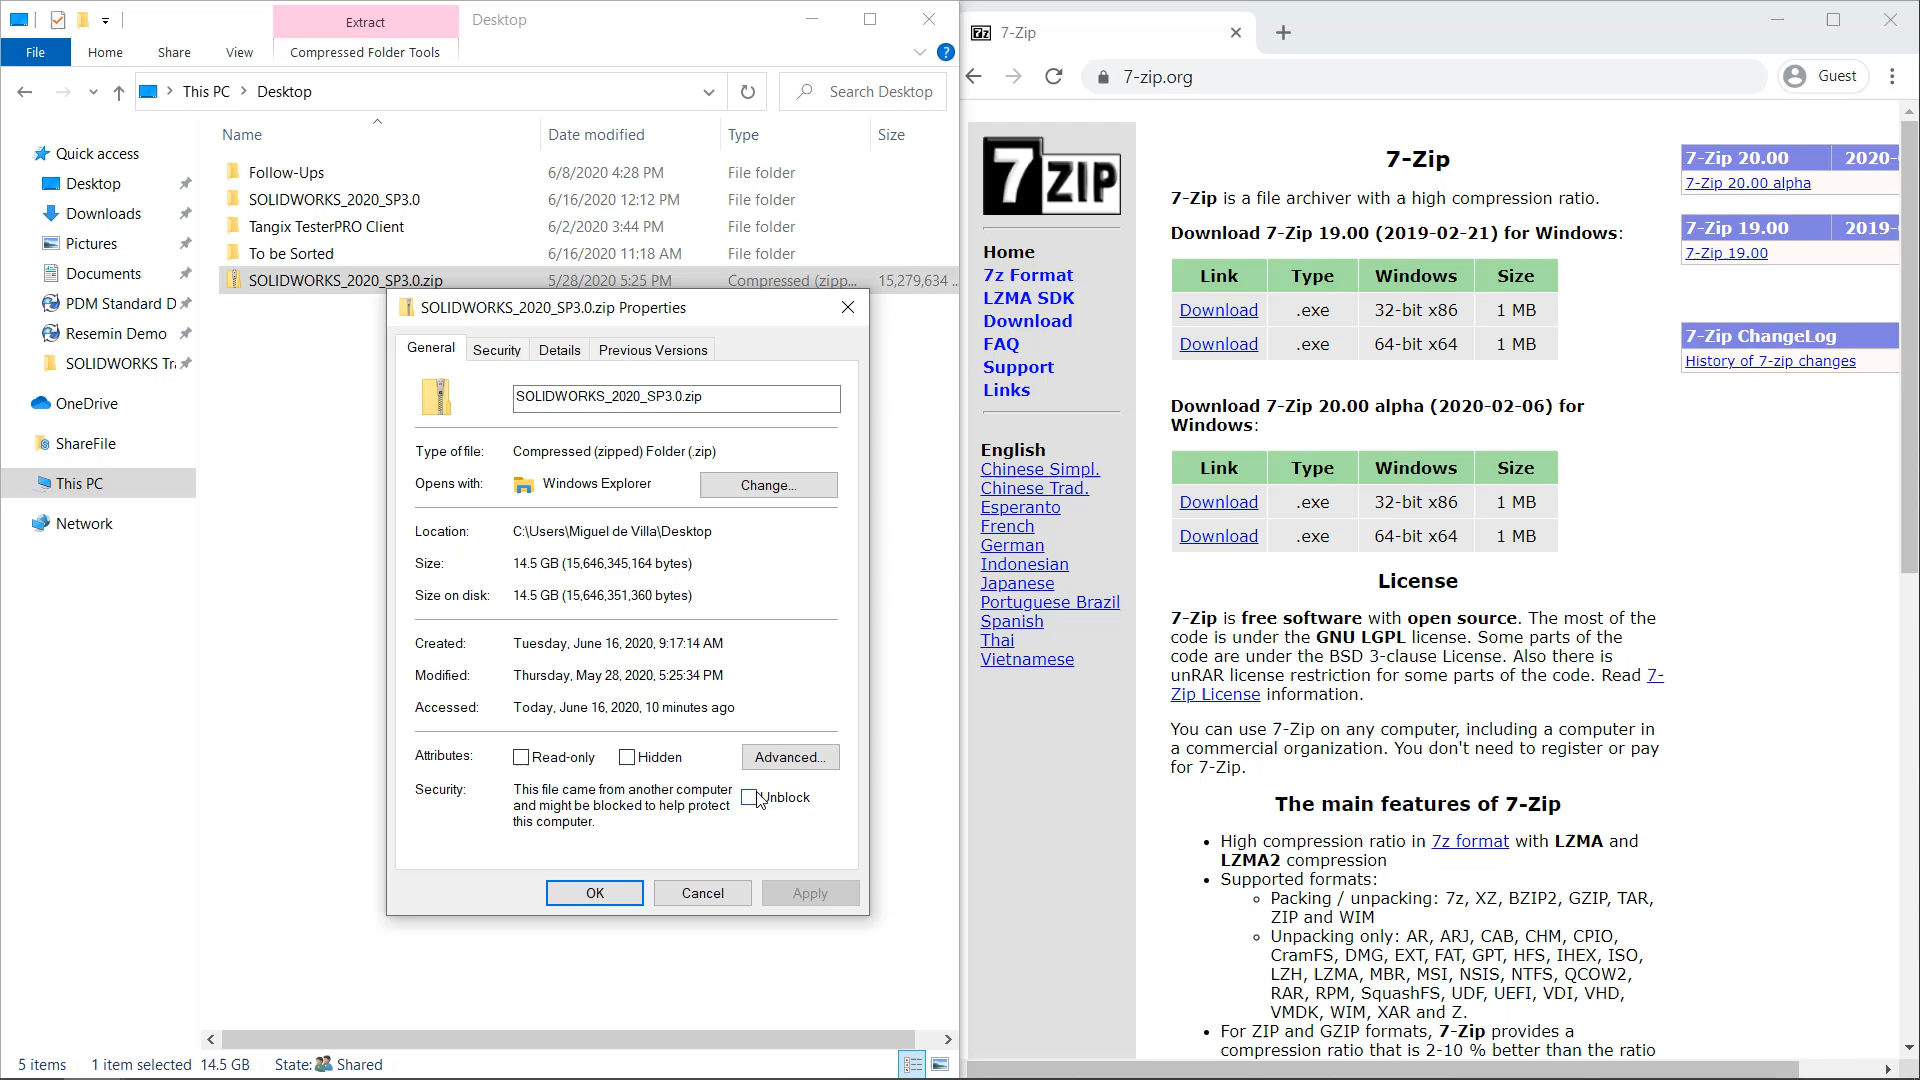 Extract
Desktop
File
Home
Share
View
Compressed Folder Tools
This PC
Desktop
Search Desktop
Name
Date modified
Type
Size
Quick access
Desktop
Downloads
Pictures
Documents
PDM Standard D
Resemin Demo
SOLIDWORKS Tr
OneDrive
ShareFile
This PC
Network
Follow-Ups 6/8/2020 4:28 PM File folder
SOLIDWORKS_2020_SP3.0 6/16/2020 12:12 PM File folder
Tangix TesterPRO Client 6/2/2020 3:44 PM File folder
To be Sorted 6/16/2020 11:18 AM File folder
SOLIDWORKS_2020_SP3.0.zip 5/28/2020 5:25 PM Compressed (zipp... 15,279,634 ..
SOLIDWORKS_2020_SP3.0.zip Properties
General
Security
Details
Previous Versions
SOLIDWORKS_2020_SP3.0.zip
Type of file: Compressed (zipped) Folder (.zip)
Opens with: Windows Explorer Change...
Location: C:\Users\Miguel de Villa\Desktop
Size: 14.5 GB (15,646,345,164 bytes)
Size on disk: 14.5 GB (15,646,351,360 bytes)
Created: Tuesday, June 16, 2020, 9:17:14 AM
Modified: Thursday, May 28, 2020, 5:25:34 PM
Accessed: Today, June 16, 2020, 10 minutes ago
Attributes: Read-only Hidden Advanced...
Security: This file came from another computer
and might be blocked to help protect
this computer.
Unblock
OK
Cancel
Apply
5 items 1 item selected 14.5 GB State: Shared
7z 7-Zip
7-zip.org
Guest
7 ZIP
Home
7z Format
LZMA SDK
Download
FAQ
Support
Links
English
Chinese Simpl.
Chinese Trad.
Esperanto
French
German
Indonesian
Japanese
Portuguese Brazil
Spanish
Thai
Vietnamese
7-Zip
7-Zip is a file archiver with a high compression ratio.
Download 7-Zip 19.00 (2019-02-21) for Windows:
Link Type Windows Size
Download .exe 32-bit x86 1 MB
Download .exe 64-bit x64 1 MB
Download 7-Zip 20.00 alpha (2020-02-06) for
Windows:
Link Type Windows Size
Download .exe 32-bit x86 1 MB
Download .exe 64-bit x64 1 MB
License
7-Zip is free software with open source. The most of the
code is under the GNU LGPL license. Some parts of the
code are under the BSD 3-clause License. Also there is
unRAR license restriction for some parts of the code. Read 7-
Zip License information.
You can use 7-Zip on any computer, including a computer in
a commercial organization. You don't need to register or pay
for 7-Zip.
The main features of 7-Zip
• High compression ratio in 7z format with LZMA and
LZMA2 compression
• Supported formats:
◦ Packing / unpacking: 7z, XZ, BZIP2, GZIP, TAR,
ZIP and WIM
◦ Unpacking only: AR, ARJ, CAB, CHM, CPIO,
CramFS, DMG, EXT, FAT, GPT, HFS, IHEX, ISO,
LZH, LZMA, MBR, MSI, NSIS, NTFS, QCOW2,
RAR, RPM, SquashFS, UDF, UEFI, VDI, VHD,
VMDK, WIM, XAR and Z.
• For ZIP and GZIP formats, 7-Zip provides a
compression ratio that is 2-10 % better than the ratio
7-Zip 20.00 2020-
7-Zip 20.00 alpha
7-Zip 19.00 2019-
7-Zip 19.00
7-Zip ChangeLog
History of 7-zip changes